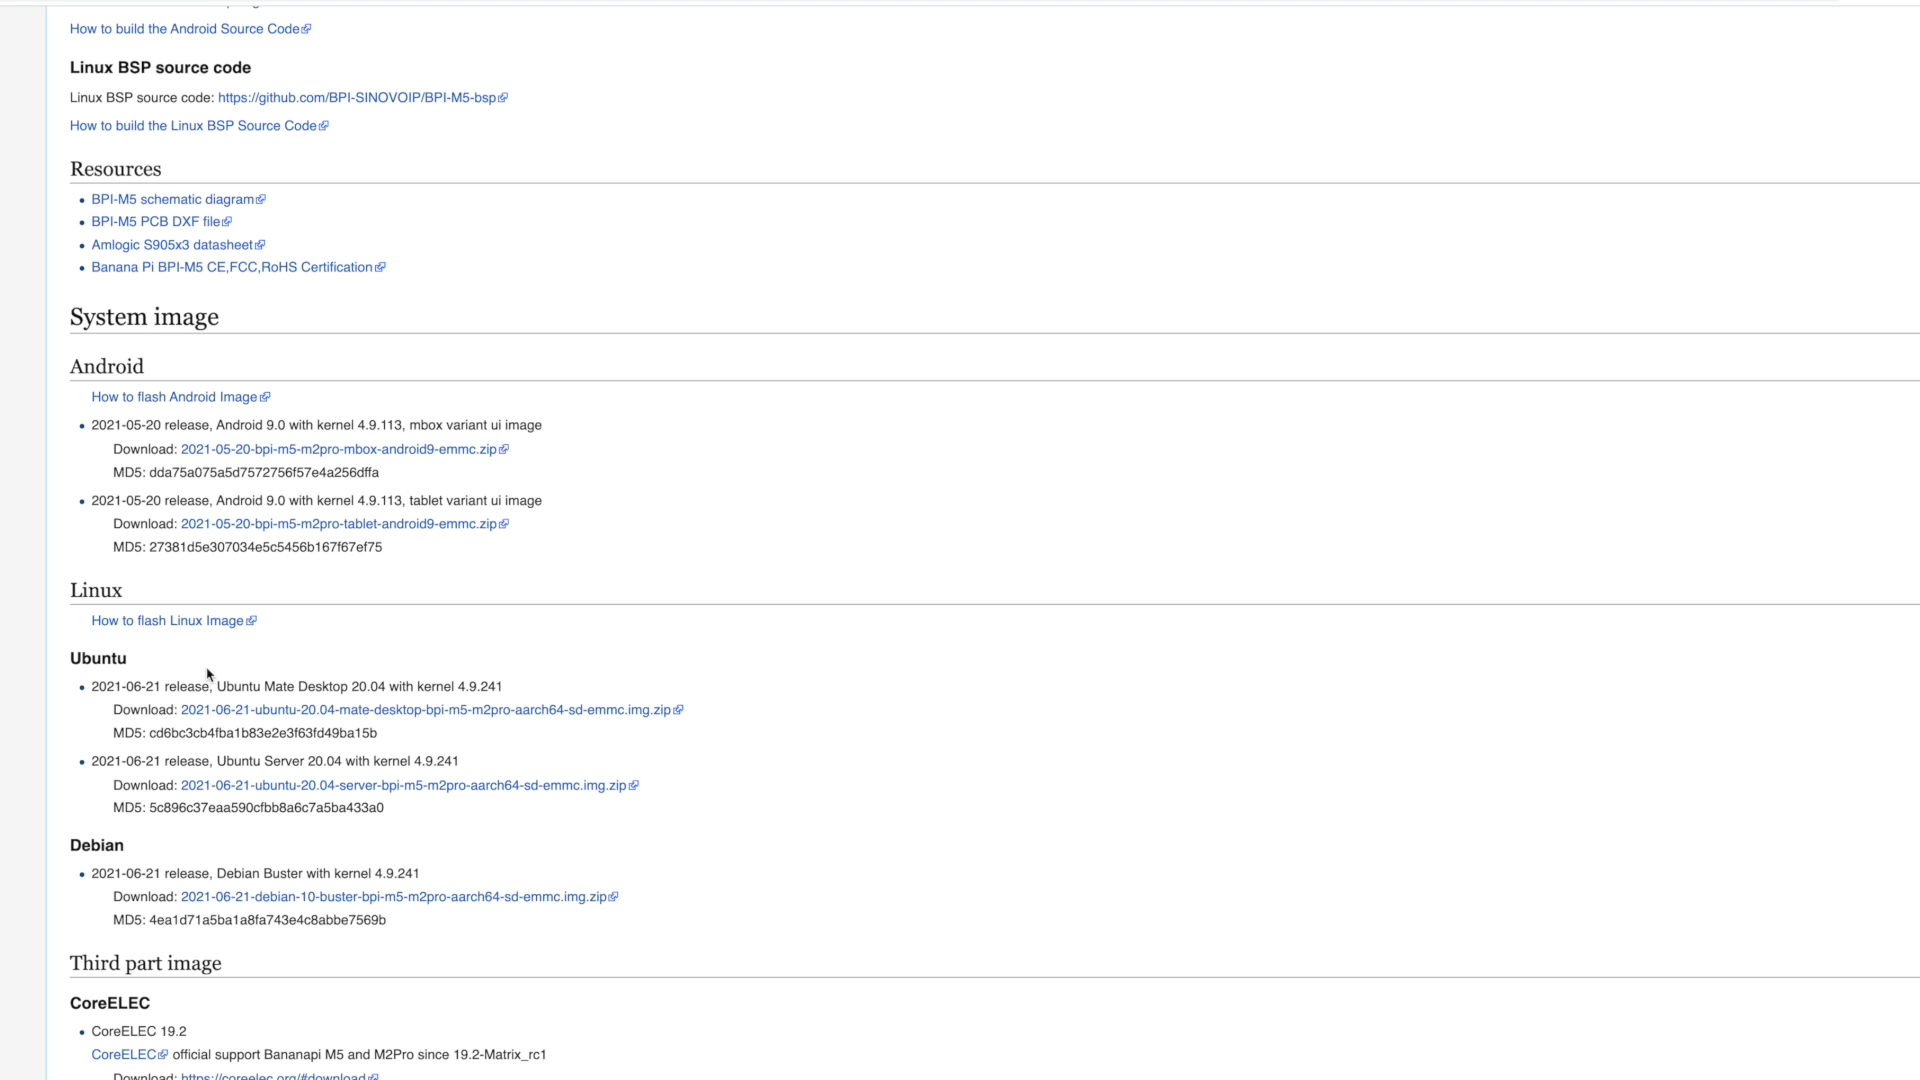 How to build the Android Source Code
Linux BSP source code
Linux BSP source code: https://github.com/BPI-SINOVOIP/BPI-M5-bsp
How to build the Linux BSP Source Code
Resources
BPI-M5 schematic diagram
BPI-M5 PCB DXF file
Amlogic S905x3 datasheet
Banana Pi BPI-M5 CE,FCC,RoHS Certification
System image
Android
How to flash Android Image
2021-05-20 release, Android 9.0 with kernel 4.9.113, mbox variant ui image
Download: 2021-05-20-bpi-m5-m2pro-mbox-android9-emmc.zip
MD5: dda75a075a5d7572756f57e4a256dffa
2021-05-20 release, Android 9.0 with kernel 4.9.113, tablet variant ui image
Download: 2021-05-20-bpi-m5-m2pro-tablet-android9-emmc.zip
MD5: 27381d5e307034e5c5456b167f67ef75
Linux
How to flash Linux Image
Ubuntu
2021-06-21 release, Ubuntu Mate Desktop 20.04 with kernel 4.9.241
Download: 2021-06-21-ubuntu-20.04-mate-desktop-bpi-m5-m2pro-aarch64-sd-emmc.img.zip
MD5: cd6bc3cb4fba1b83e2e3f63fd49ba15b
2021-06-21 release, Ubuntu Server 20.04 with kernel 4.9.241
Download: 2021-06-21-ubuntu-20.04-server-bpi-m5-m2pro-aarch64-sd-emmc.img.zip
MD5: 5c896c37eaa590cfbb8a6c7a5ba433a0
Debian
2021-06-21 release, Debian Buster with kernel 4.9.241
Download: 2021-06-21-debian-10-buster-bpi-m5-m2pro-aarch64-sd-emmc.img.zip
MD5: 4ea1d71a5ba1a8fa743e4c8abbe7569b
Third part image
CoreELEC
CoreELEC 19.2
CoreELEC official support Bananapi M5 and M2Pro since 19.2-Matrix_rc1
Download: https://coreelec.org/#download